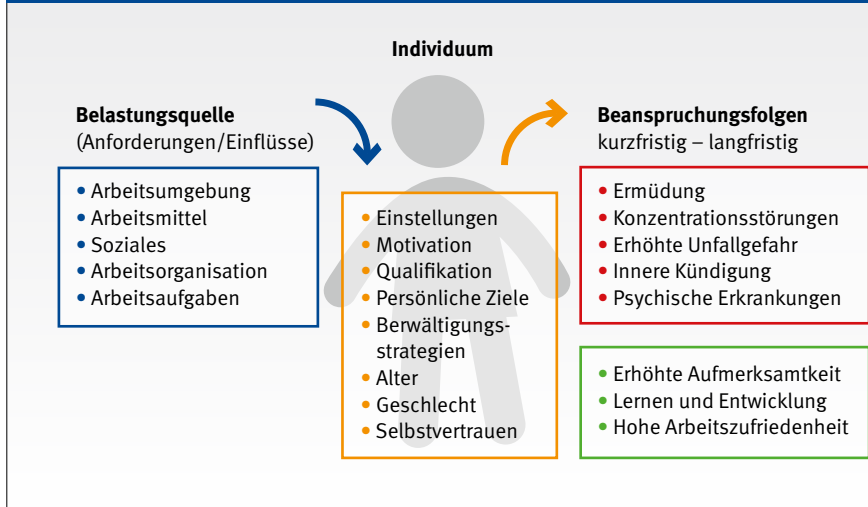 Individuum
Belastungsquelle
(Anforderungen/Einflüsse)
Arbeitsumgebung
Arbeitsmittel
Soziales
Arbeitsorganisation
Arbeitsaufgaben
Einstellungen
Motivation
Qualifikation
Persönliche Ziele
Berwältigungs-
strategien
Alter
Geschlecht
Selbstvertrauen
Beanspruchungsfolgen
kurzfristig – langfristig
Ermüdung
Konzentrationsstörungen
Erhöhte Unfallgefahr
Innere Kündigung
Psychische Erkrankungen
Erhöhte Aufmerksamtkeit
Lernen und Entwicklung
Hohe Arbeitszufriedenheit